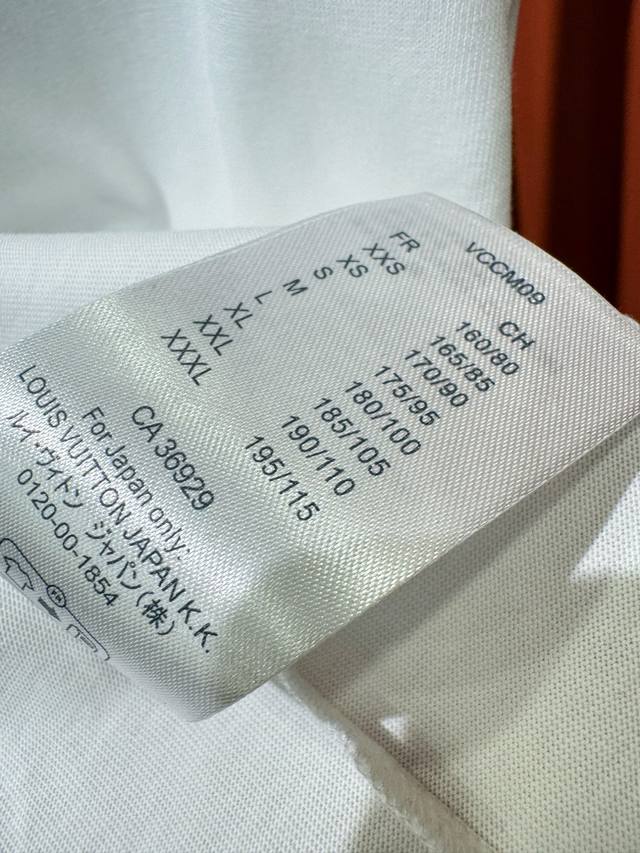 VCCM09
FR CH
XXS 160/80
XS 165/85
S 170/90
M 175/95
L 180/100
XL 185/105
XXL 190/110
XXXL 195/115
CA 36929
For Japan only:
LOUIS VUITTON JAPAN K.K.
ルイ・ヴィトン ジャパン(株)
0120-00-1854
FR